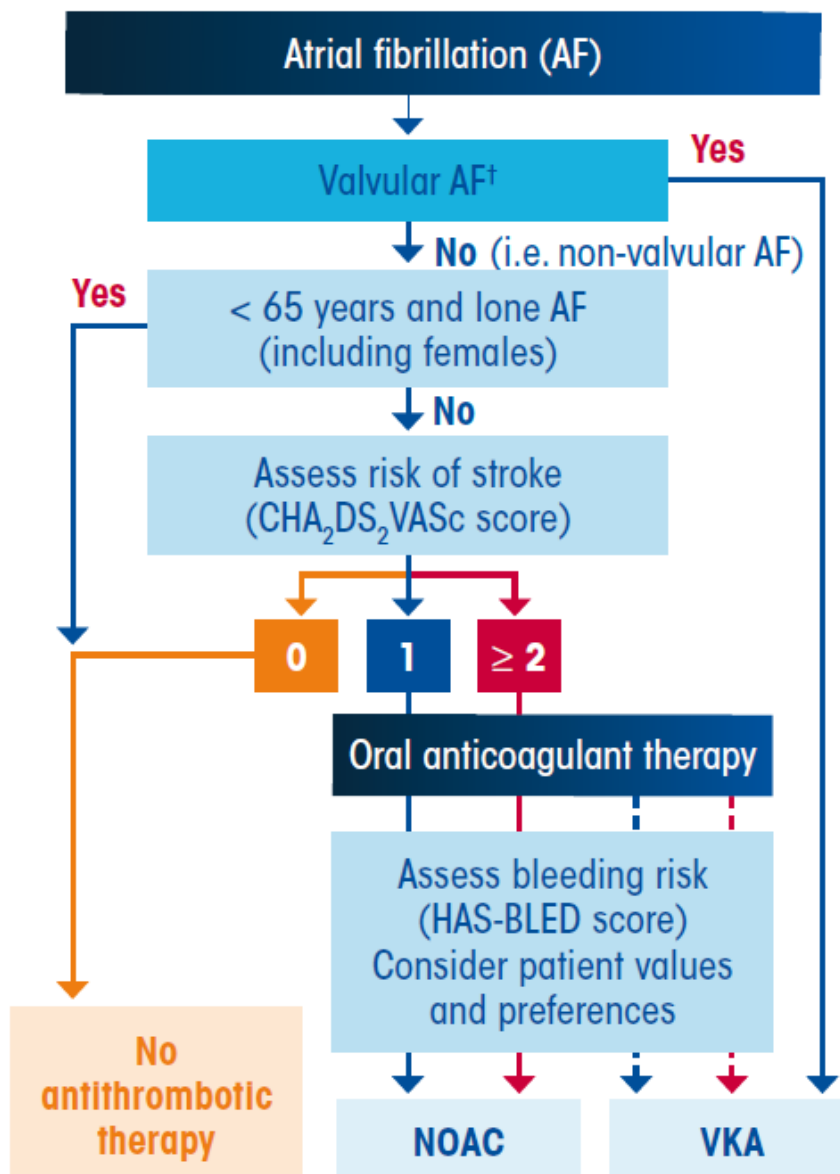 Atrial fibrillation (AF)
Yes
Valvular AF†
No (i.e. non-valvular AF)
Yes
< 65 years and lone AF
(including females)
No
Assess risk of stroke
(CHA₂DS₂VASc score)
0
1
≥ 2
Oral anticoagulant therapy
Assess bleeding risk
(HAS-BLED score)
Consider patient values
and preferences
No
antithrombotic
therapy
NOAC
VKA